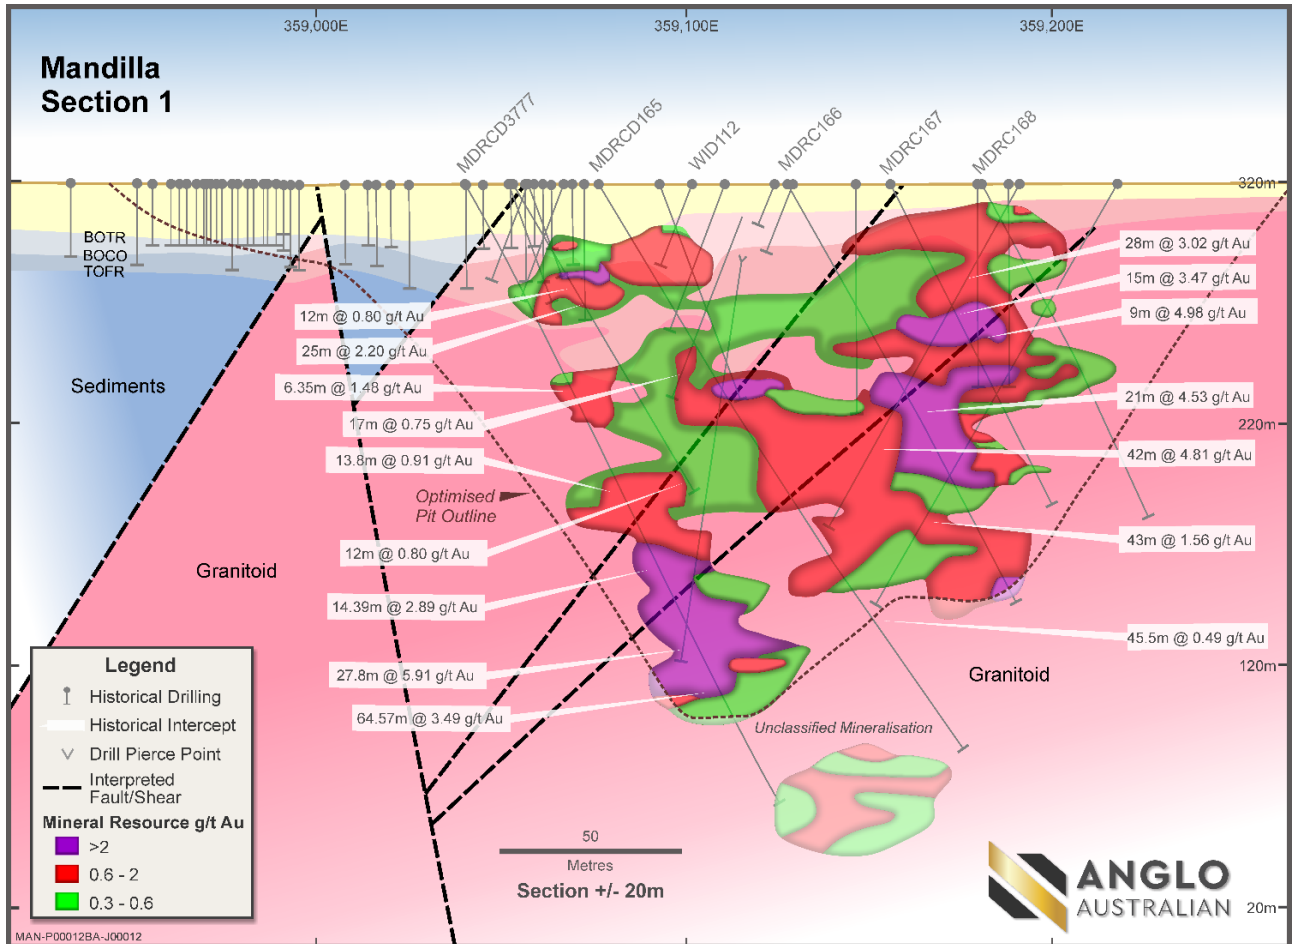 359,000E
359,100E
359,200E
Mandilla
Section 1
MDRCD3777
MDRCD165
WID112
MDRC166
MDRC167
MDRC168
320m
BOTR
BOCO
TOFR
28m @ 3.02 g/t Au
15m @ 3.47 g/t Au
9m @ 4.98 g/t Au
12m @ 0.80 g/t Au
25m @ 2.20 g/t Au
Sediments
6.35m @ 1.48 g/t Au
21m @ 4.53 g/t Au
17m @ 0.75 g/t Au
220m
13.8m @ 0.91 g/t Au
42m @ 4.81 g/t Au
Optimised
Pit Outline
43m @ 1.56 g/t Au
12m @ 0.80 g/t Au
Granitoid
14.39m @ 2.89 g/t Au
45.5m @ 0.49 g/t Au
120m
27.8m @ 5.91 g/t Au
Granitoid
64.57m @ 3.49 g/t Au
Unclassified Mineralisation
Legend
Historical Drilling
Historical Intercept
Drill Pierce Point
Interpreted
Fault/Shear
Mineral Resource g/t Au
>2
0.6 - 2
0.3 - 0.6
50
Metres
Section +/- 20m
ANGLO
AUSTRALIAN
20m
MAN-P00012BA-J00012